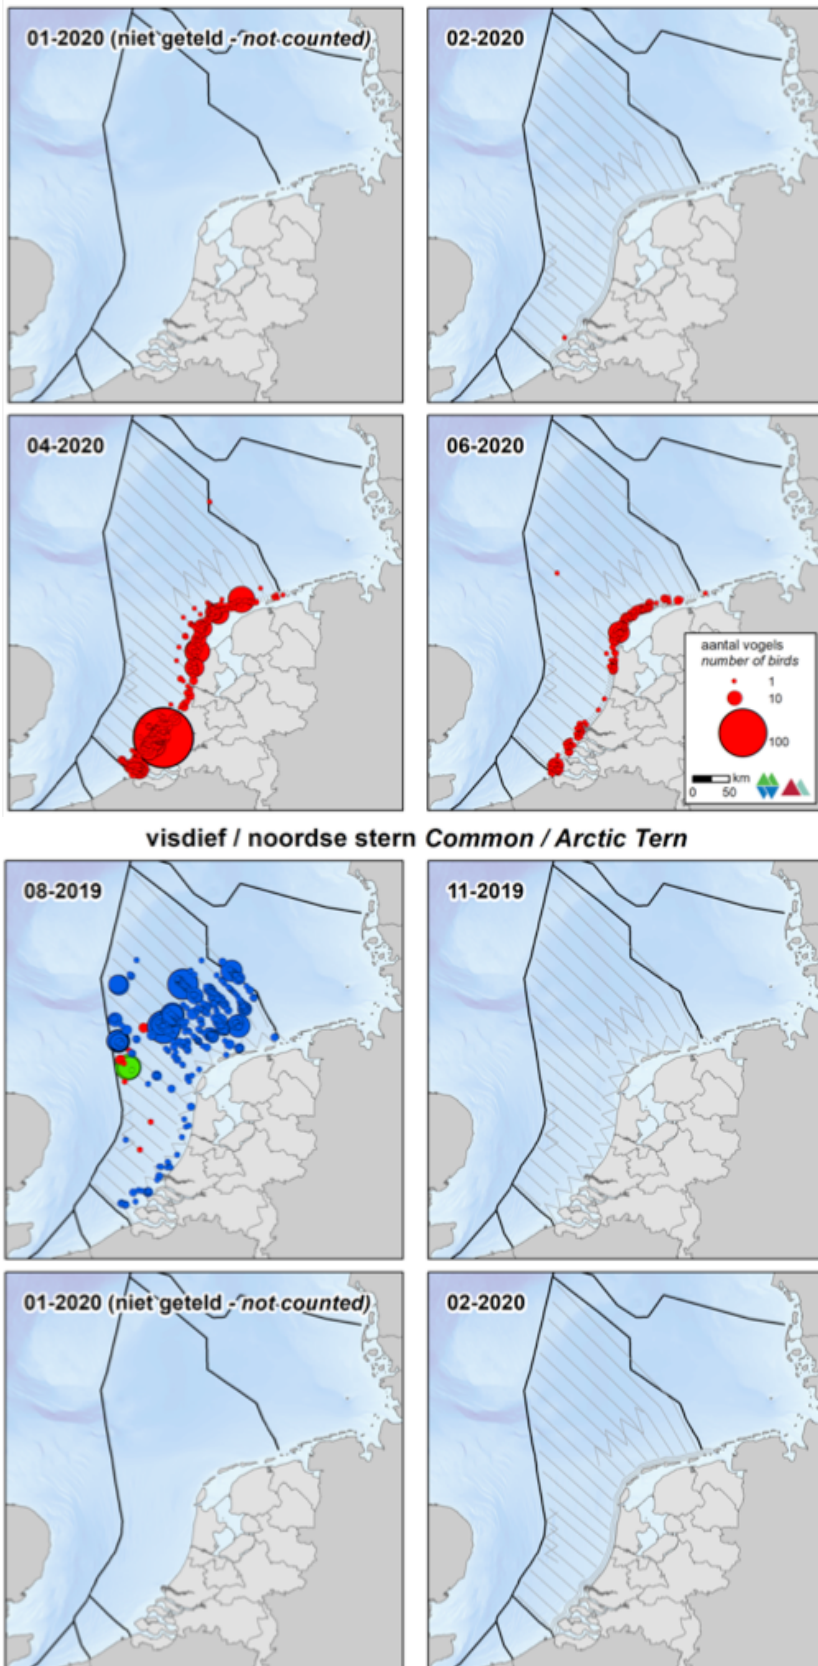 01-2020 (niet geteld - not counted)
02-2020
04-2020
06-2020
aantal vogels
number of birds
1
10
100
km
0 50
visdief / noordse stern Common / Arctic Tern
08-2019
11-2019
01-2020 (niet geteld - not counted)
02-2020